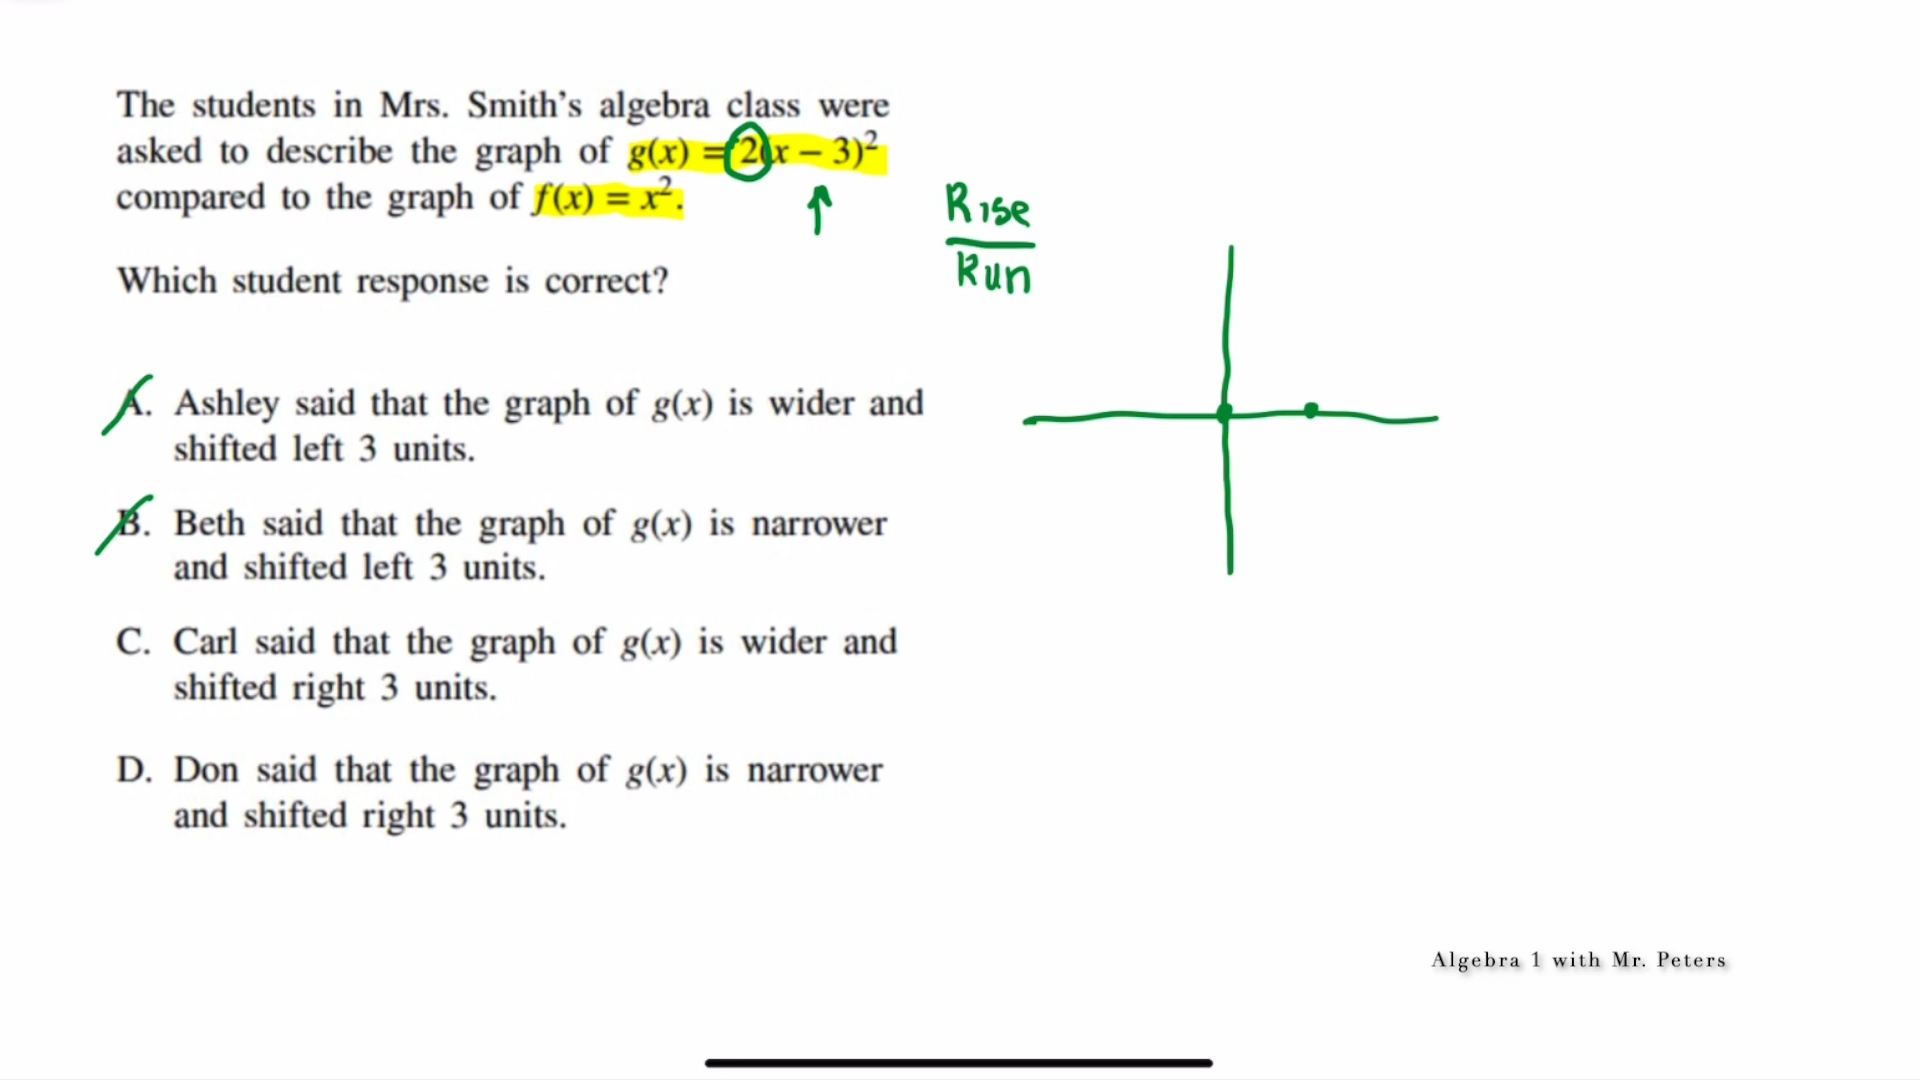 The students in Mrs. Smith’s algebra class were
asked to describe the graph of g(x) = 2(x – 3)²
compared to the graph of f(x) = x².
Rise
Run
Which student response is correct?
A. Ashley said that the graph of g(x) is wider and
shifted left 3 units.
B. Beth said that the graph of g(x) is narrower
and shifted left 3 units.
C. Carl said that the graph of g(x) is wider and
shifted right 3 units.
D. Don said that the graph of g(x) is narrower
and shifted right 3 units.
Algebra 1 with Mr. Peters